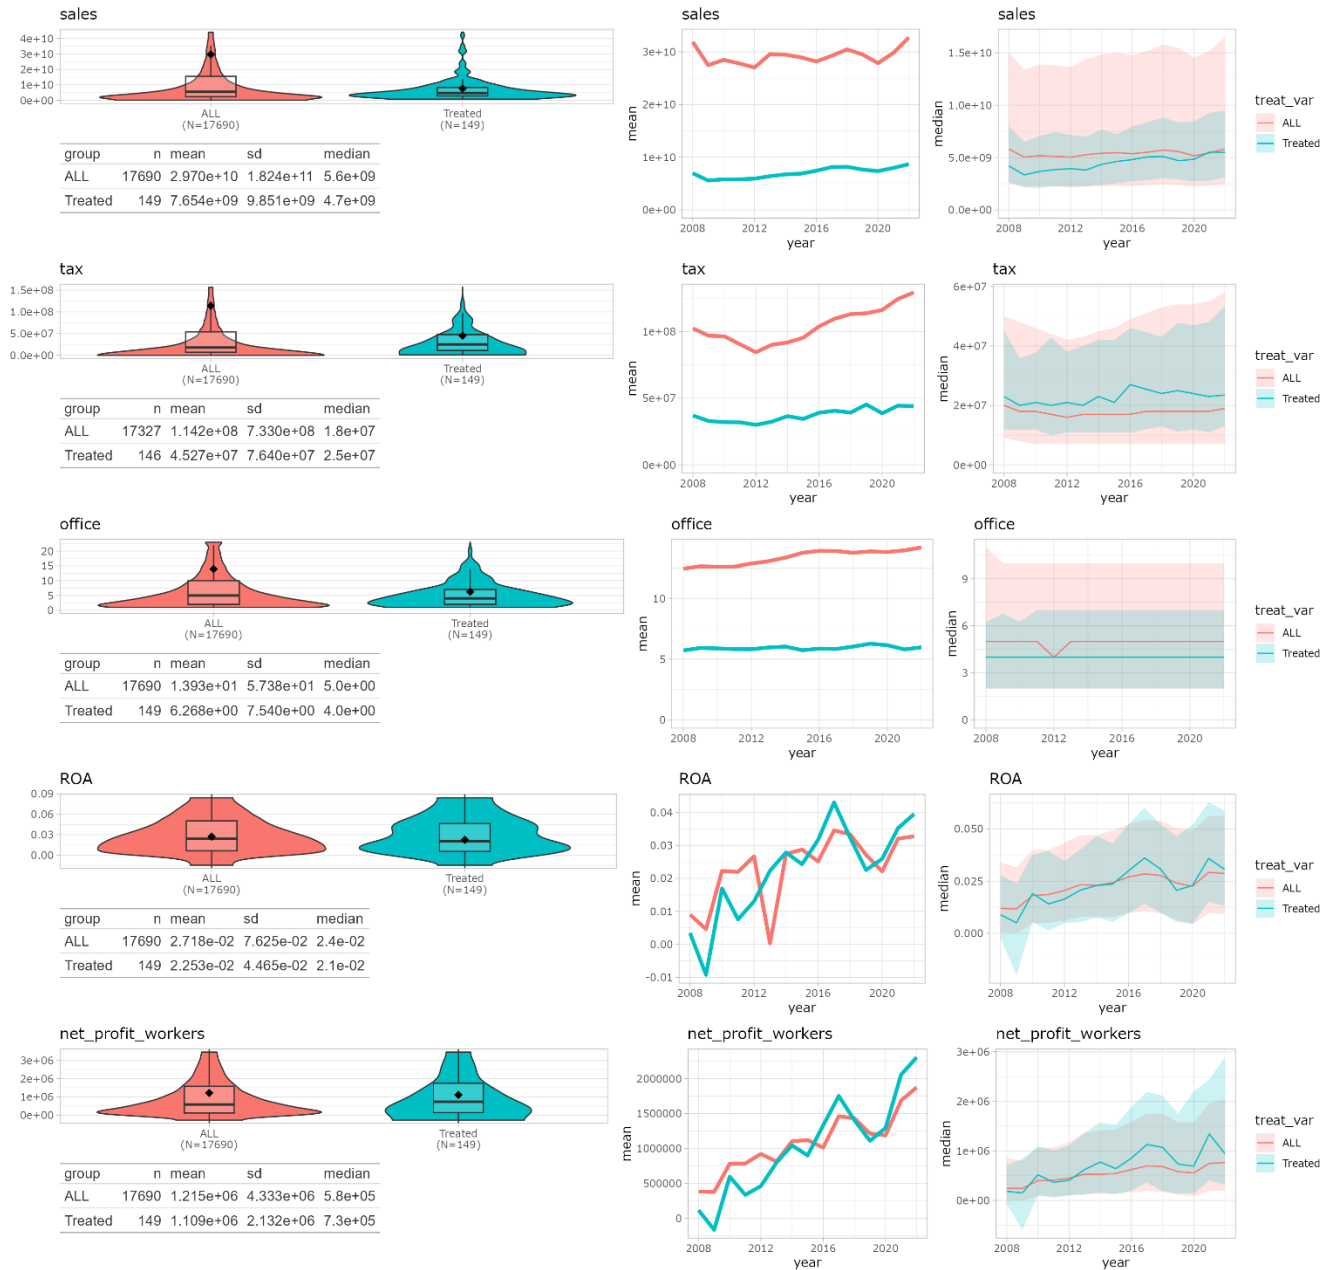 sales
4e+10
3e+10
2e+10
1e+10
0e+00
ALL
(N=17690)
Treated
(N=149)
group n mean sd median
ALL 17690 2.970e+10 1.824e+11 5.6e+09
Treated 149 7.654e+09 9.851e+09 4.7e+09
sales
mean
3e+10
2e+10
1e+10
0e+00
2008 2012 2016 2020
year
sales
median
1.5e+10
1.0e+10
5.0e+09
0.0e+00
2008 2012 2016 2020
year
treat_var
ALL
Treated
tax
1.5e+08
1.0e+08
5.0e+07
0.0e+00
ALL
(N=17690)
Treated
(N=149)
group n mean sd median
ALL 17327 1.142e+08 7.330e+08 1.8e+07
Treated 146 4.527e+07 7.640e+07 2.5e+07
tax
mean
1e+08
5e+07
0e+00
2008 2012 2016 2020
year
tax
median
6e+07
4e+07
2e+07
0e+00
2008 2012 2016 2020
year
treat_var
ALL
Treated
office
20
15
10
5
0
ALL
(N=17690)
Treated
(N=149)
group n mean sd median
ALL 17690 1.393e+01 5.738e+01 5.0e+00
Treated 149 6.268e+00 7.540e+00 4.0e+00
office
mean
10
5
0
2008 2012 2016 2020
year
office
median
9
6
3
0
2008 2012 2016 2020
year
treat_var
ALL
Treated
ROA
0.09
0.06
0.03
0.00
ALL
(N=17690)
Treated
(N=149)
group n mean sd median
ALL 17690 2.718e-02 7.625e-02 2.4e-02
Treated 149 2.253e-02 4.465e-02 2.1e-02
ROA
mean
0.04
0.03
0.02
0.01
0.00
-0.01
2008 2012 2016 2020
year
ROA
median
0.050
0.025
0.000
2008 2012 2016 2020
year
treat_var
ALL
Treated
net_profit_workers
3e+06
2e+06
1e+06
0e+00
ALL
(N=17690)
Treated
(N=149)
group n mean sd median
ALL 17690 1.215e+06 4.333e+06 5.8e+05
Treated 149 1.109e+06 2.132e+06 7.3e+05
net_profit_workers
mean
2000000
1500000
1000000
500000
0
2008 2012 2016 2020
year
net_profit_workers
median
3e+06
2e+06
1e+06
0e+00
2008 2012 2016 2020
year
treat_var
ALL
Treated